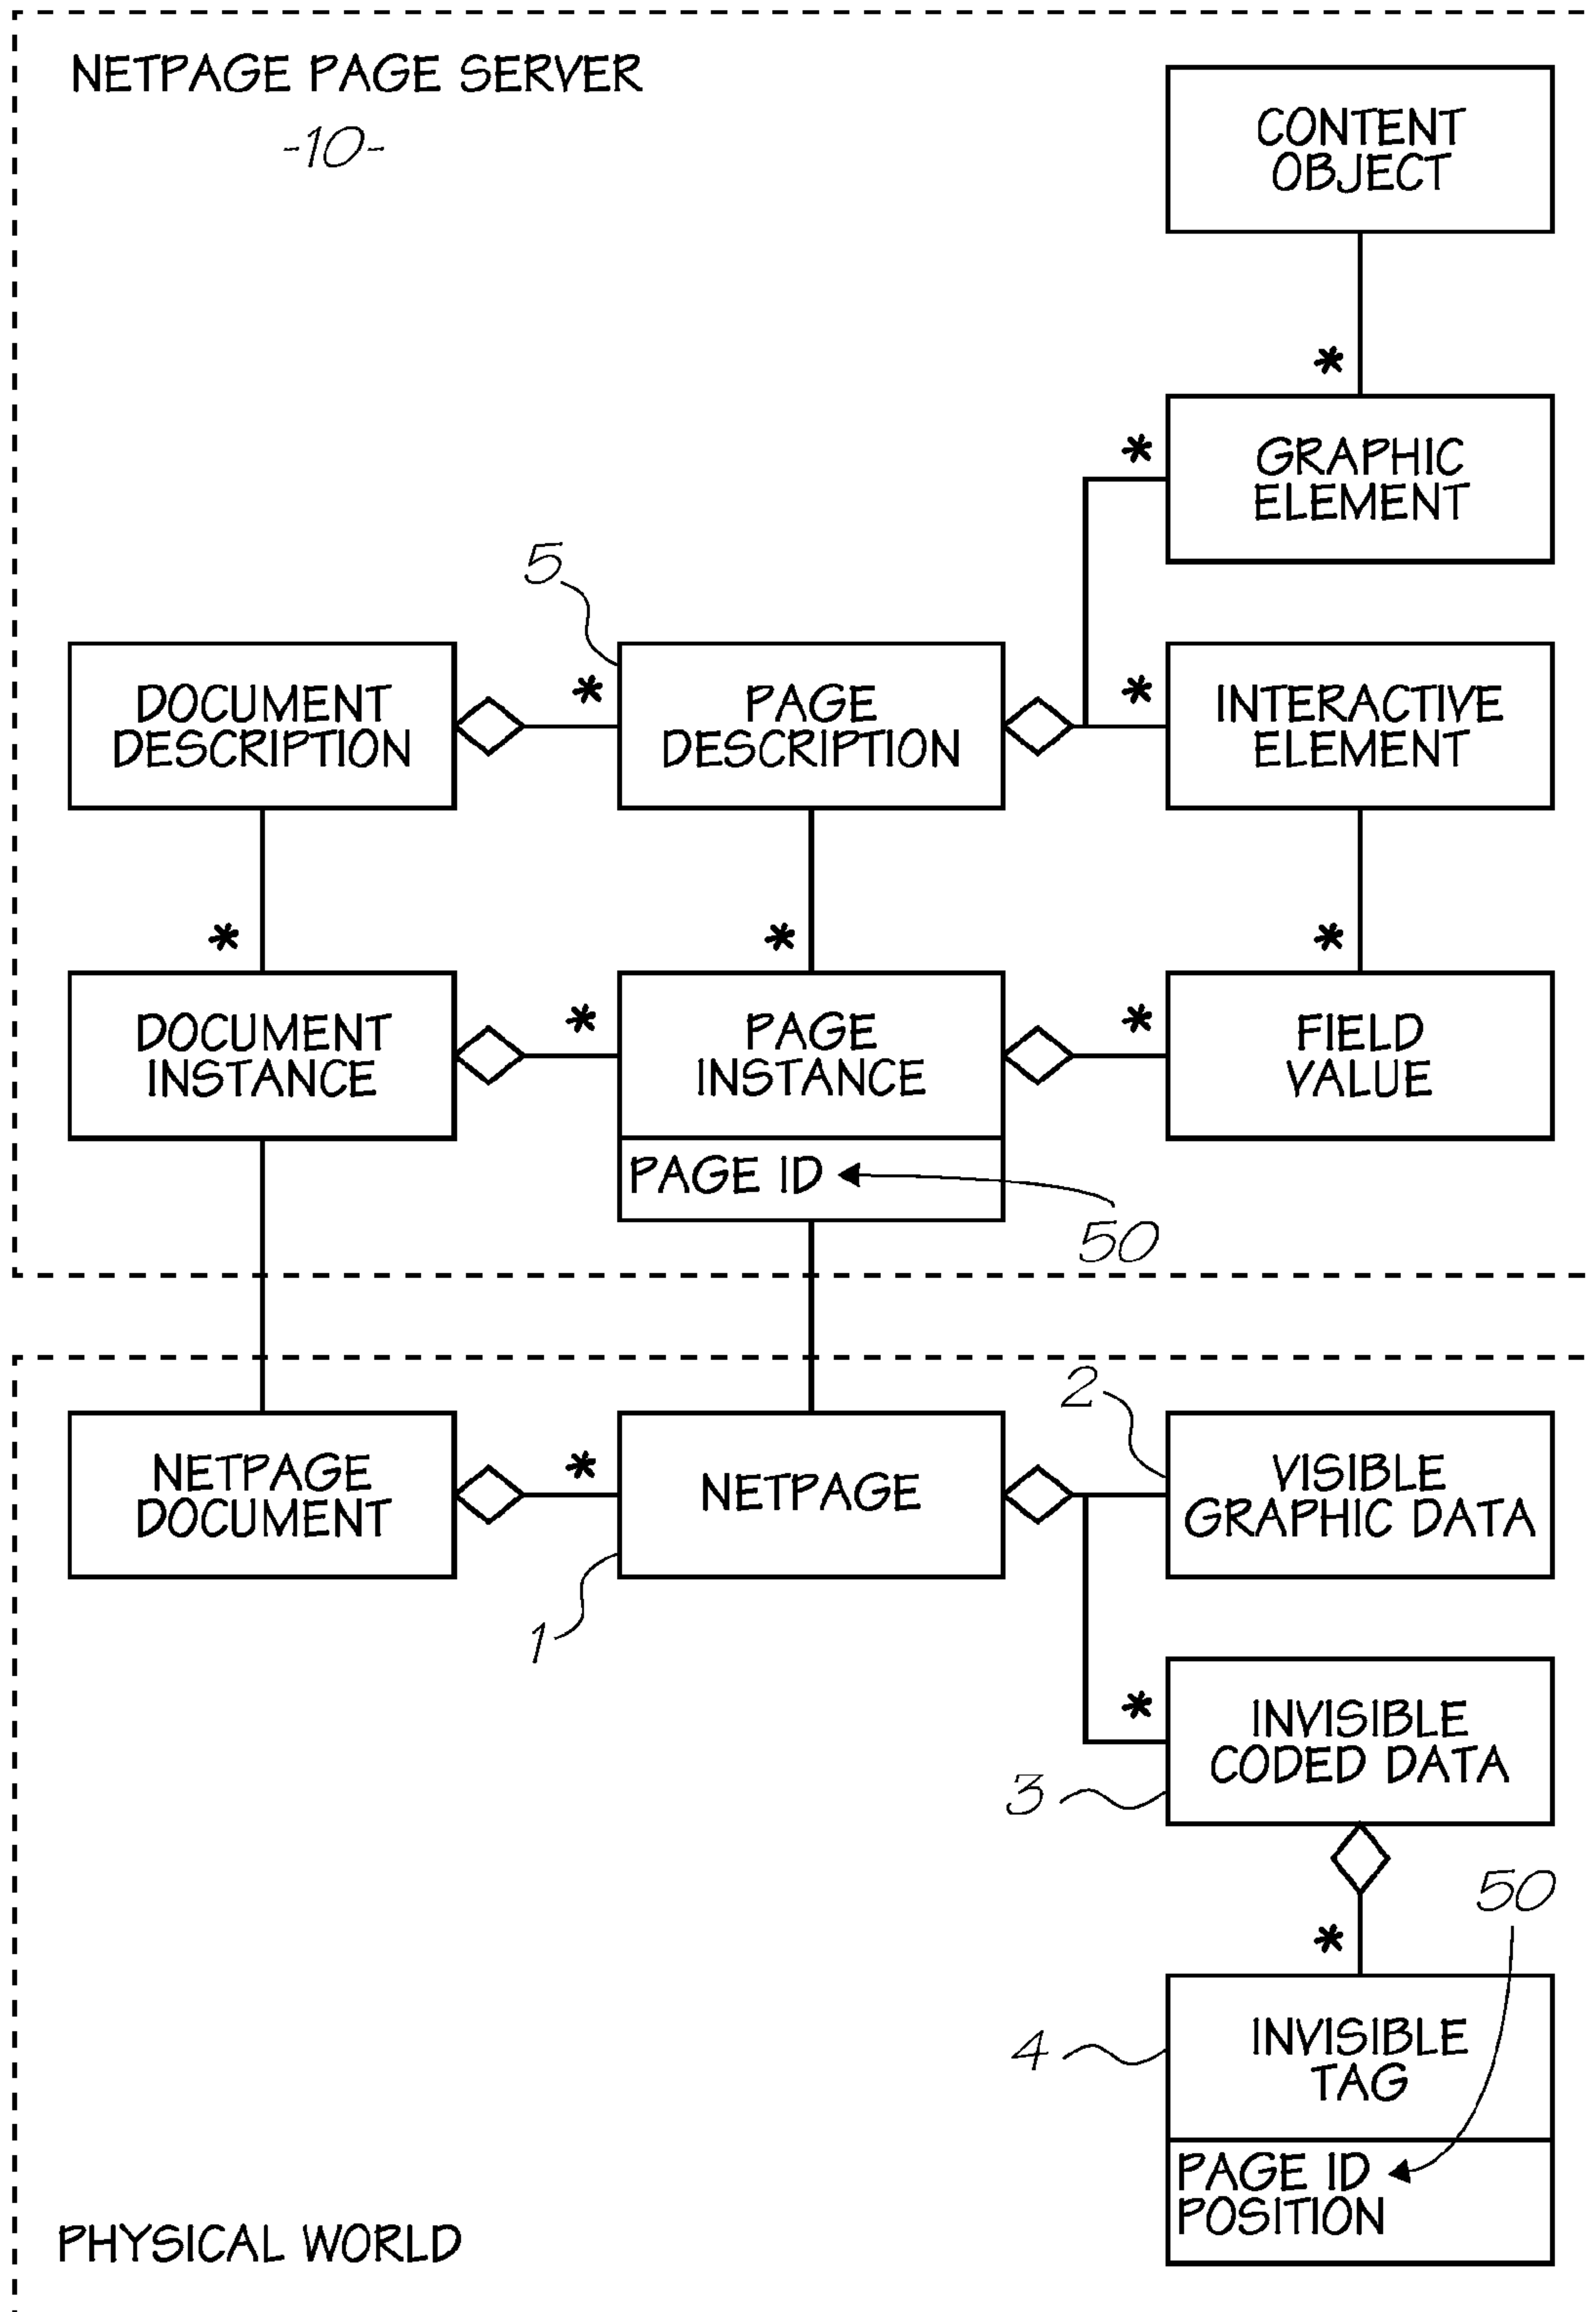 NETPAGE PAGE SERVER
-10-
CONTENT
OBJECT
*
*
GRAPHIC
ELEMENT
5
DOCUMENT
DESCRIPTION
*
PAGE
DESCRIPTION
*
INTERACTIVE
ELEMENT
*
*
*
DOCUMENT
INSTANCE
*
PAGE
INSTANCE
*
FIELD
VALUE
PAGE ID
50
2
NETPAGE
DOCUMENT
*
NETPAGE
VISIBLE
GRAPHIC DATA
1
*
INVISIBLE
CODED DATA
3
50
*
4
INVISIBLE
TAG
PAGE ID
POSITION
PHYSICAL WORLD